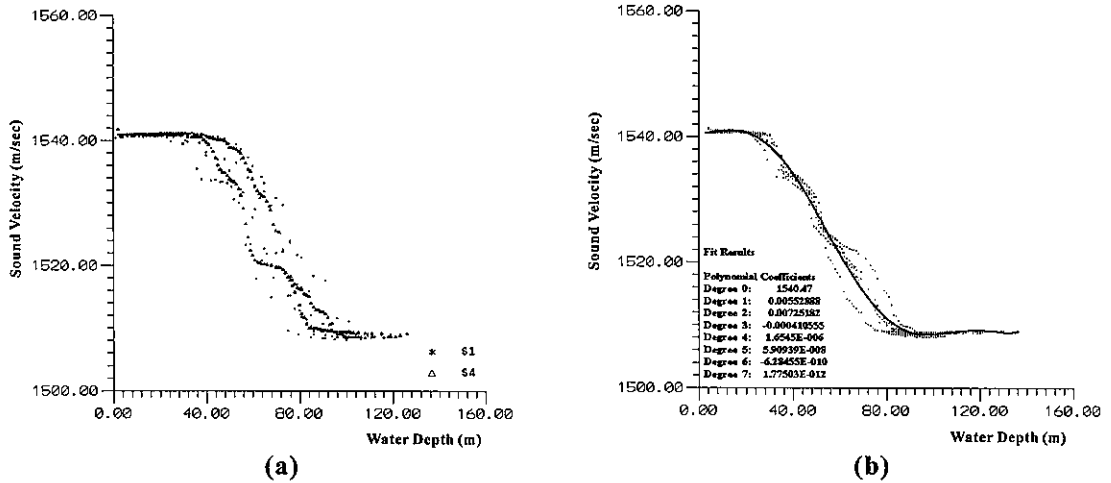 1560.00
1540.00
1520.00
1500.00
Sound Velocity (m/sec)
* S1
△ S4
0.00 40.00 80.00 120.00 160.00
Water Depth (m)
(a)
1560.00
1540.00
1520.00
1500.00
Sound Velocity (m/sec)
Fit Results
Polynomial Coefficients
Degree 0: 1540.47
Degree 1: 0.00552888
Degree 2: 0.00725182
Degree 3: -0.000410555
Degree 4: 1.6545E-006
Degree 5: 5.90939E-008
Degree 6: -6.28455E-010
Degree 7: 1.77503E-012
0.00 40.00 80.00 120.00 160.00
Water Depth (m)
(b)